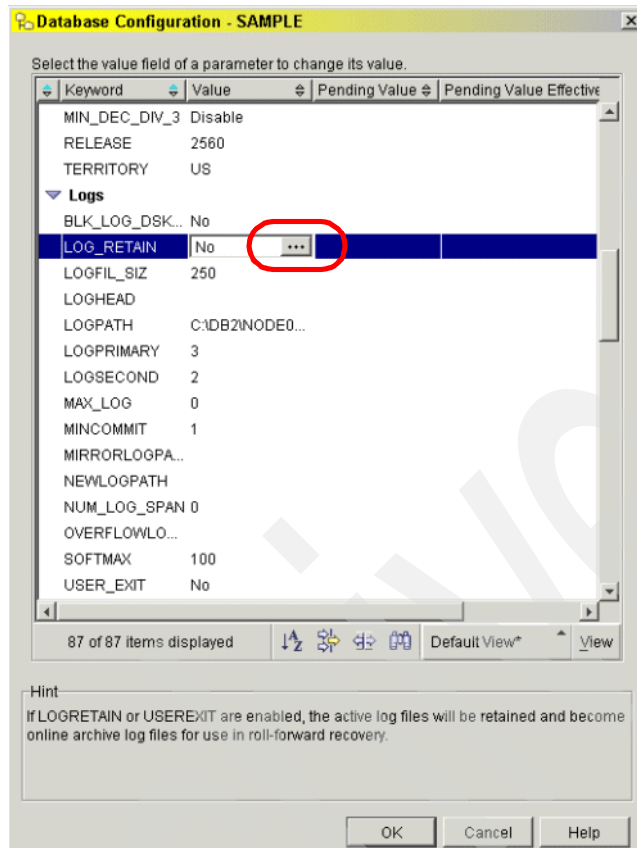 Database Configuration - SAMPLE
Select the value field of a parameter to change its value.
Keyword Value Pending Value Pending Value Effective
MIN_DEC_DIV_3 Disable
RELEASE 2560
TERRITORY US
Logs
BLK_LOG_DSK... No
LOG_RETAIN No ...
LOGFIL_SIZ 250
LOGHEAD
LOGPATH C:\DB2\NODE0...
LOGPRIMARY 3
LOGSECOND 2
MAX_LOG 0
MINCOMMIT 1
MIRRORLOGPA...
NEWLOGPATH
NUM_LOG_SPAN 0
OVERFLOWLO...
SOFTMAX 100
USER_EXIT No
87 of 87 items displayed Default View* View
Hint
If LOGRETAIN or USEREXIT are enabled, the active log files will be retained and become
online archive log files for use in roll-forward recovery.
OK Cancel Help